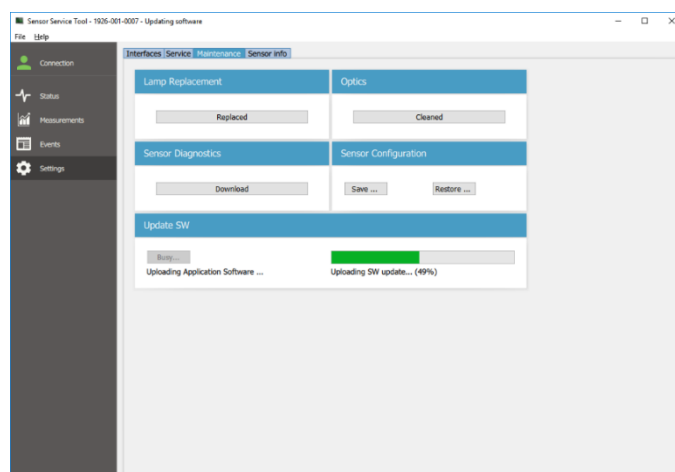 Sensor Service Tool - 1926-001-0007 - Updating software
File Help
Connection
Status
Measurements
Events
Settings
Interfaces Service Maintenance Sensor info
Lamp Replacement
Replaced
Optics
Cleaned
Sensor Diagnostics
Download
Sensor Configuration
Save ... Restore ...
Update SW
Busy...
Uploading Application Software ...
Uploading SW update... (49%)